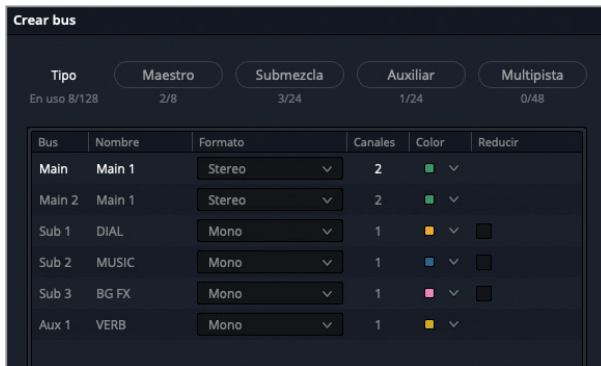 Crear bus
Tipo Maestro Submezcla Auxiliar Multipista
En uso 8/128 2/8 3/24 1/24 0/48
Bus Nombre Formato Canales Color Reducir
Main Main 1 Stereo 2
Main 2 Main 1 Stereo 2
Sub 1 DIAL Mono 1
Sub 2 MUSIC Mono 1
Sub 3 BG FX Mono 1
Aux 1 VERB Mono 1